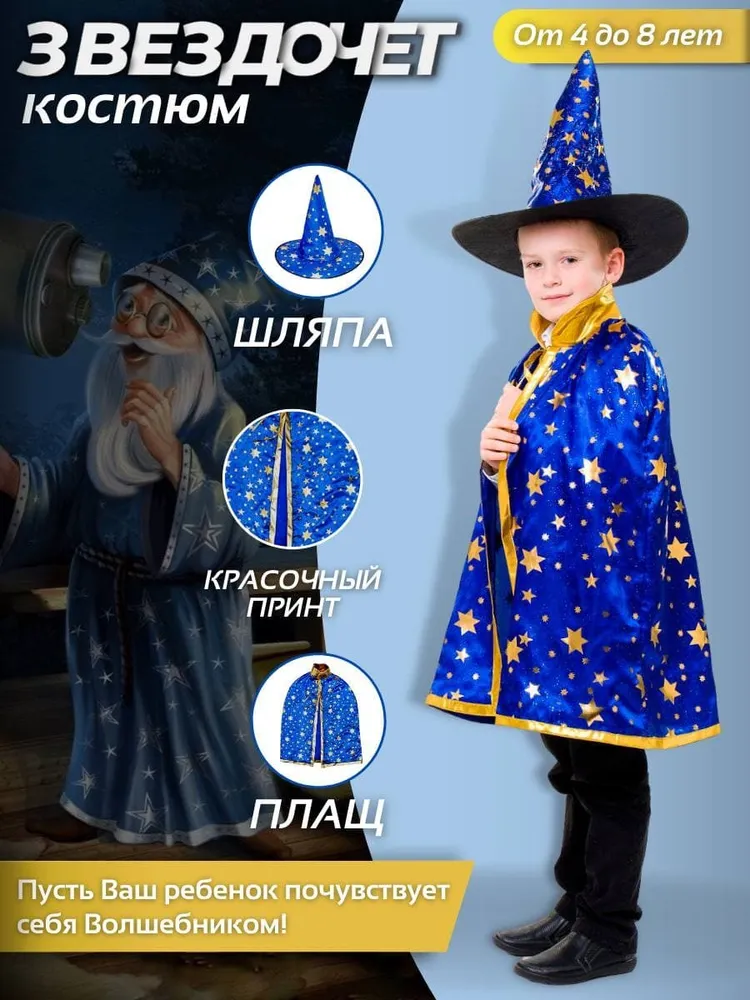 ЗВЕЗДОЧЕТ
костюм
От 4 до 8 лет
ШЛЯПА
КРАСОЧНЫЙ
ПРИНТ
ПЛАЩ
Пусть Ваш ребенок почувствует
себя Волшебником!